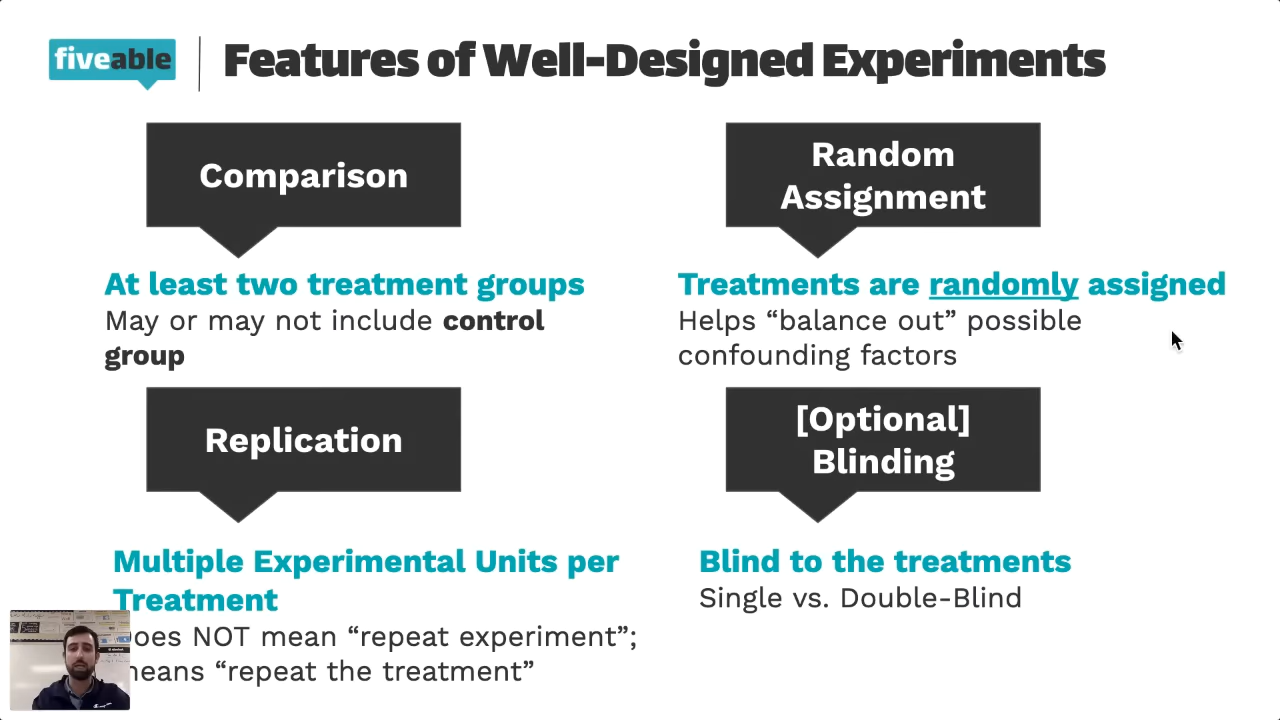 fiveable
Features of Well-Designed Experiments
Comparison
At least two treatment groups
May or may not include control
group
Random
Assignment
Treatments are randomly assigned
Helps “balance out” possible
confounding factors
Replication
Multiple Experimental Units per
Treatment
oes NOT mean “repeat experiment”;
means “repeat the treatment”
[Optional]
Blinding
Blind to the treatments
Single vs. Double-Blind